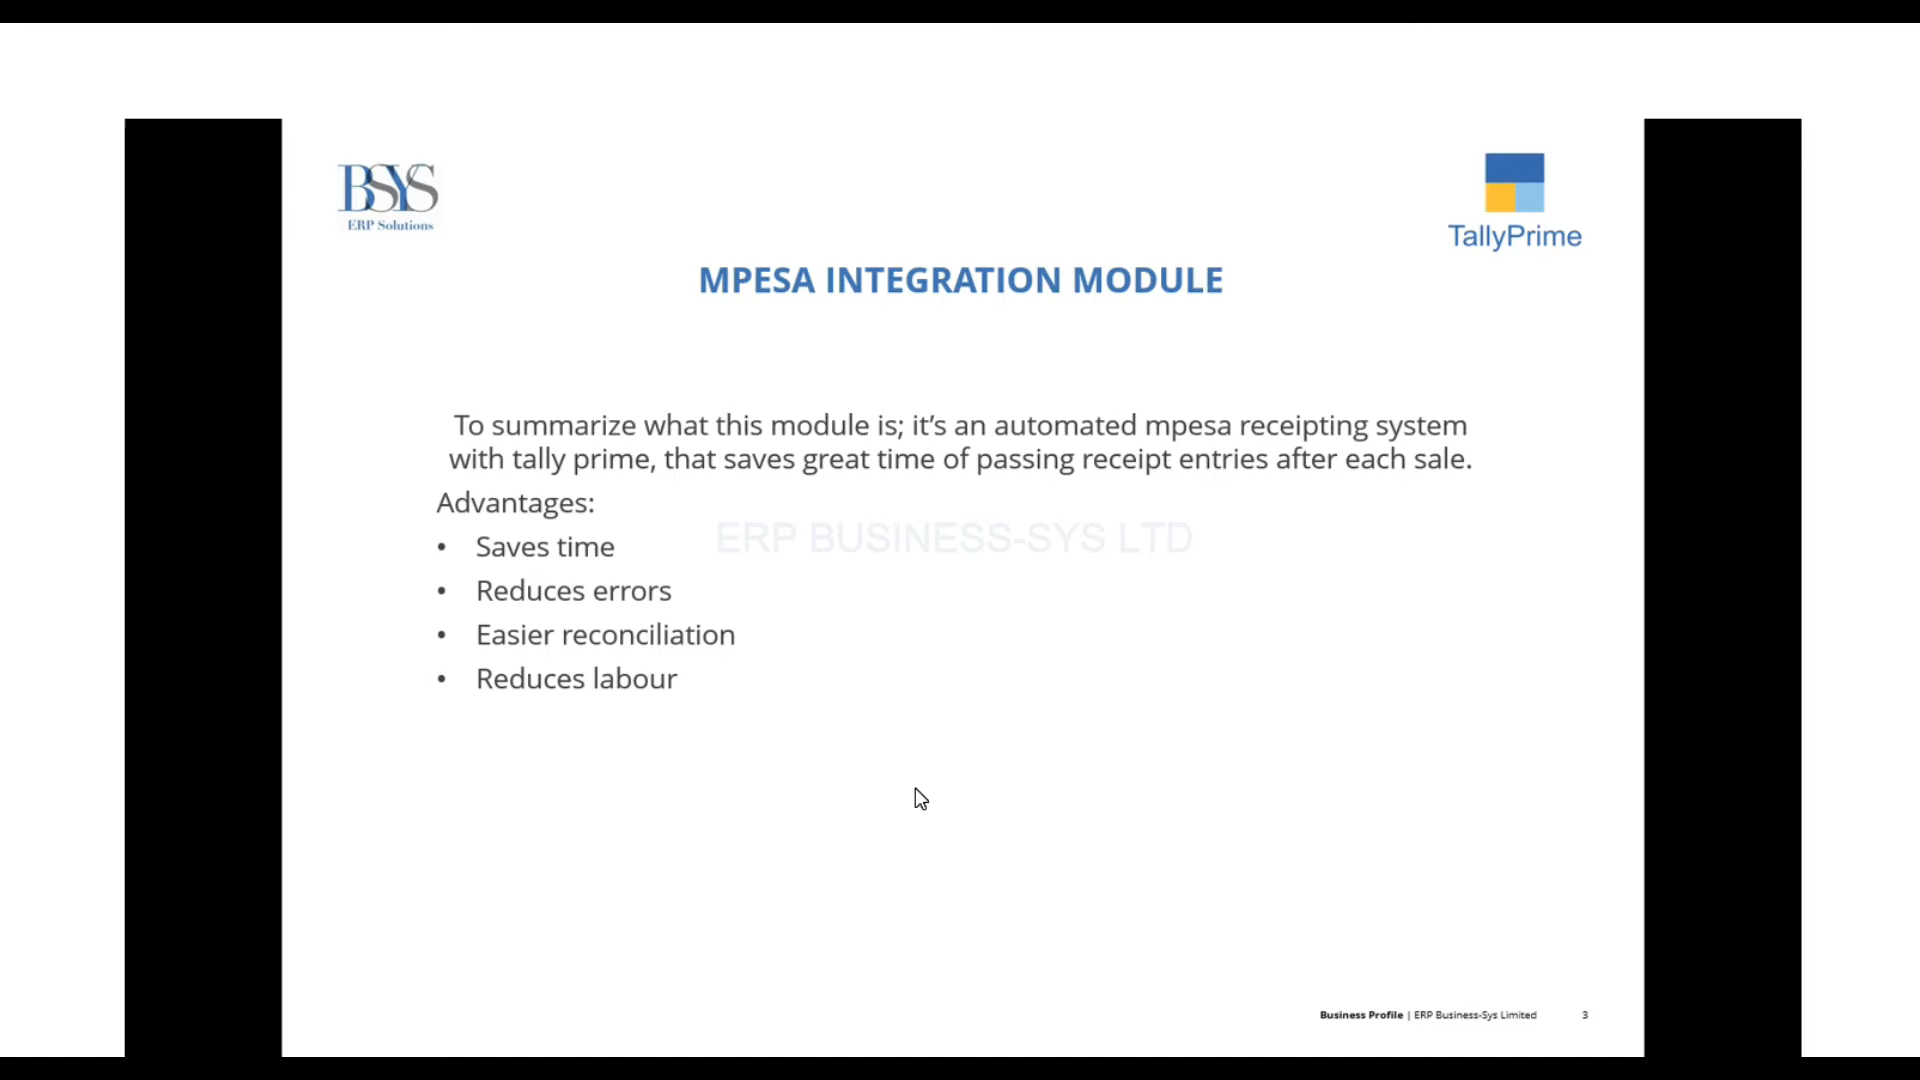 BSYS
ERP Solutions
TallyPrime
MPESA INTEGRATION MODULE
To summarize what this module is; it’s an automated mpesa receipting system
with tally prime, that saves great time of passing receipt entries after each sale.
Advantages:
• Saves time
ERP BUSINESS-SYS LTD
• Reduces errors
• Easier reconciliation
• Reduces labour
Business Profile | ERP Business-Sys Limited 3